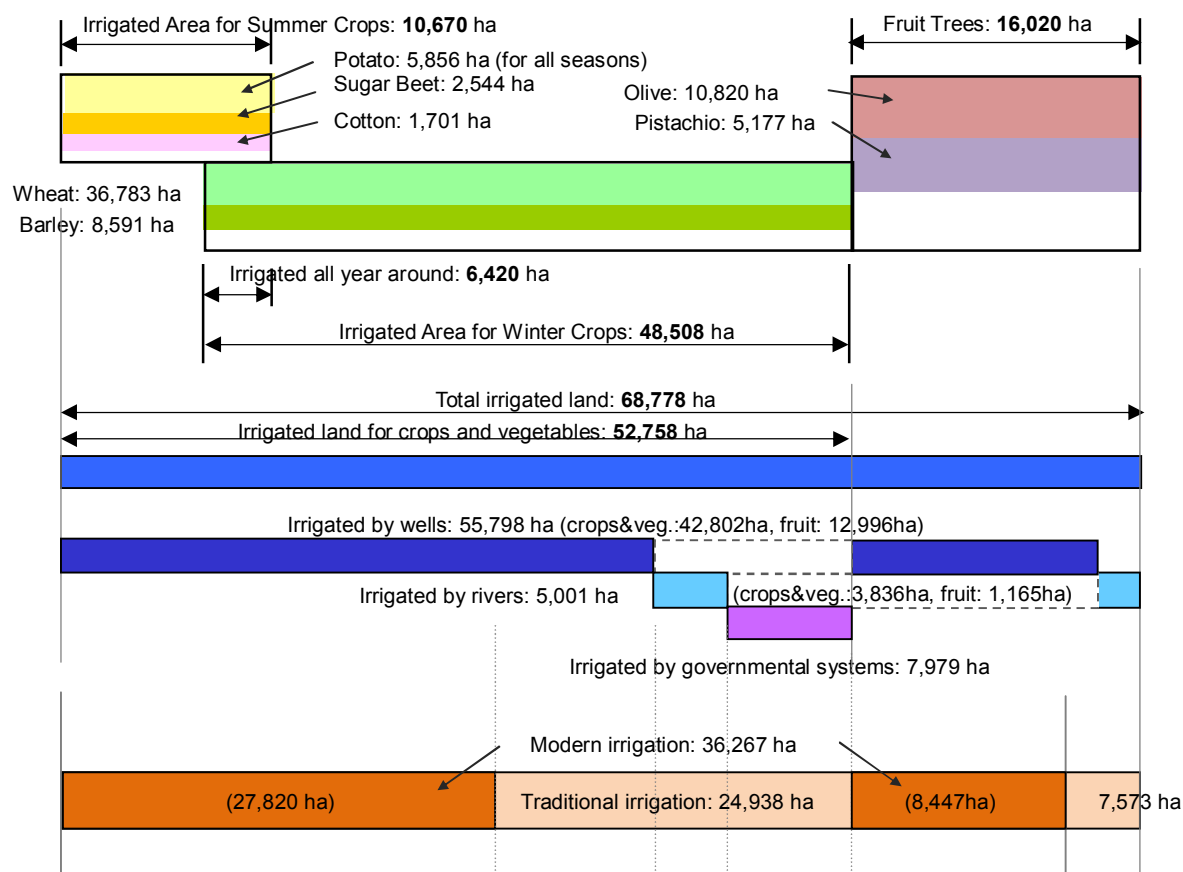 Irrigated Area for Summer Crops: 10,670 ha
Fruit Trees: 16,020 ha
Potato: 5,856 ha (for all seasons)
Sugar Beet: 2,544 ha
Cotton: 1,701 ha
Olive: 10,820 ha
Pistachio: 5,177 ha
Wheat: 36,783 ha
Barley: 8,591 ha
Irrigated all year around: 6,420 ha
Irrigated Area for Winter Crops: 48,508 ha
Total irrigated land: 68,778 ha
Irrigated land for crops and vegetables: 52,758 ha
Irrigated by wells: 55,798 ha (crops&veg.:42,802ha, fruit: 12,996ha)
Irrigated by rivers: 5,001 ha (crops&veg.:3,836ha, fruit: 1,165ha)
Irrigated by governmental systems: 7,979 ha
Modern irrigation: 36,267 ha
(27,820 ha) Traditional irrigation: 24,938 ha (8,447ha) 7,573 ha